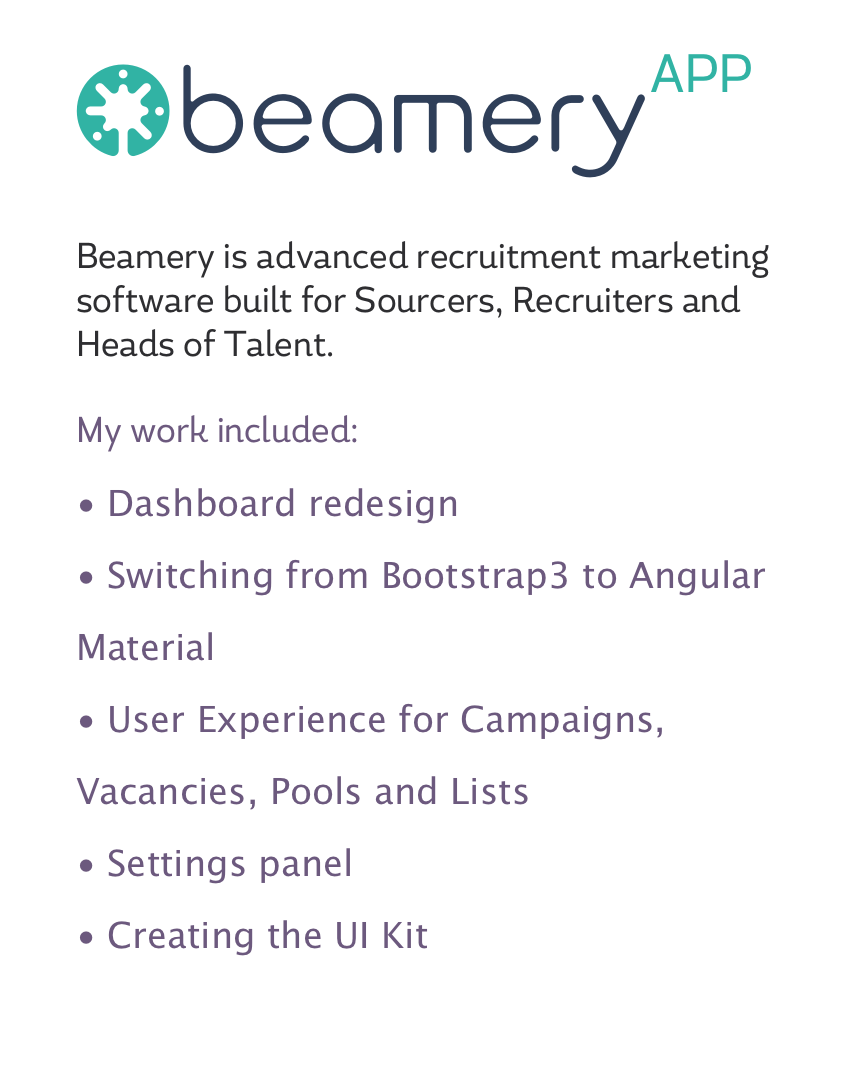 beamery APP
Beamery is advanced recruitment marketing
software built for Sourcers, Recruiters and
Heads of Talent.
My work included:
• Dashboard redesign
• Switching from Bootstrap3 to Angular
Material
• User Experience for Campaigns,
Vacancies, Pools and Lists
• Settings panel
• Creating the UI Kit